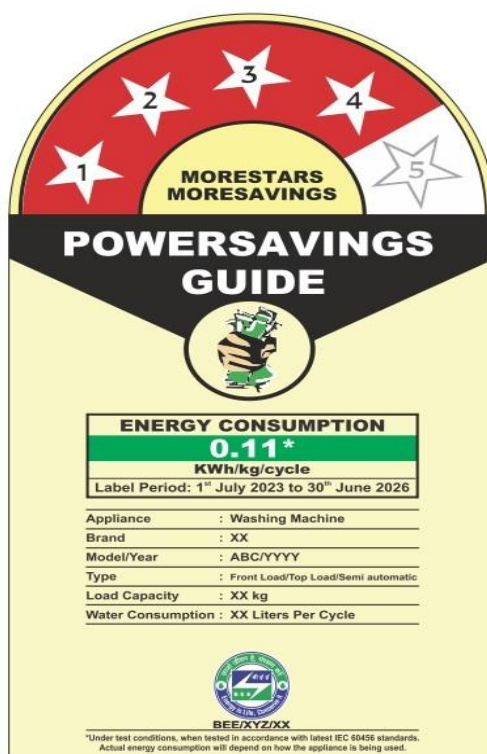 1
2
3
4
5
MORESTARS
MORESAVINGS
POWERSAVINGS
GUIDE
ENERGY CONSUMPTION
0.11*
KWh/kg/cycle
Label Period: 1st July 2023 to 30th June 2026
Appliance : Washing Machine
Brand : XX
Model/Year : ABC/YYYY
Type : Front Load/Top Load/Semi automatic
Load Capacity : XX kg
Water Consumption : XX Liters Per Cycle
BEE/XYZ/XX
*Under test conditions, when tested in accordance with latest IEC 60456 standards.
Actual energy consumption will depend on how the appliance is being used.